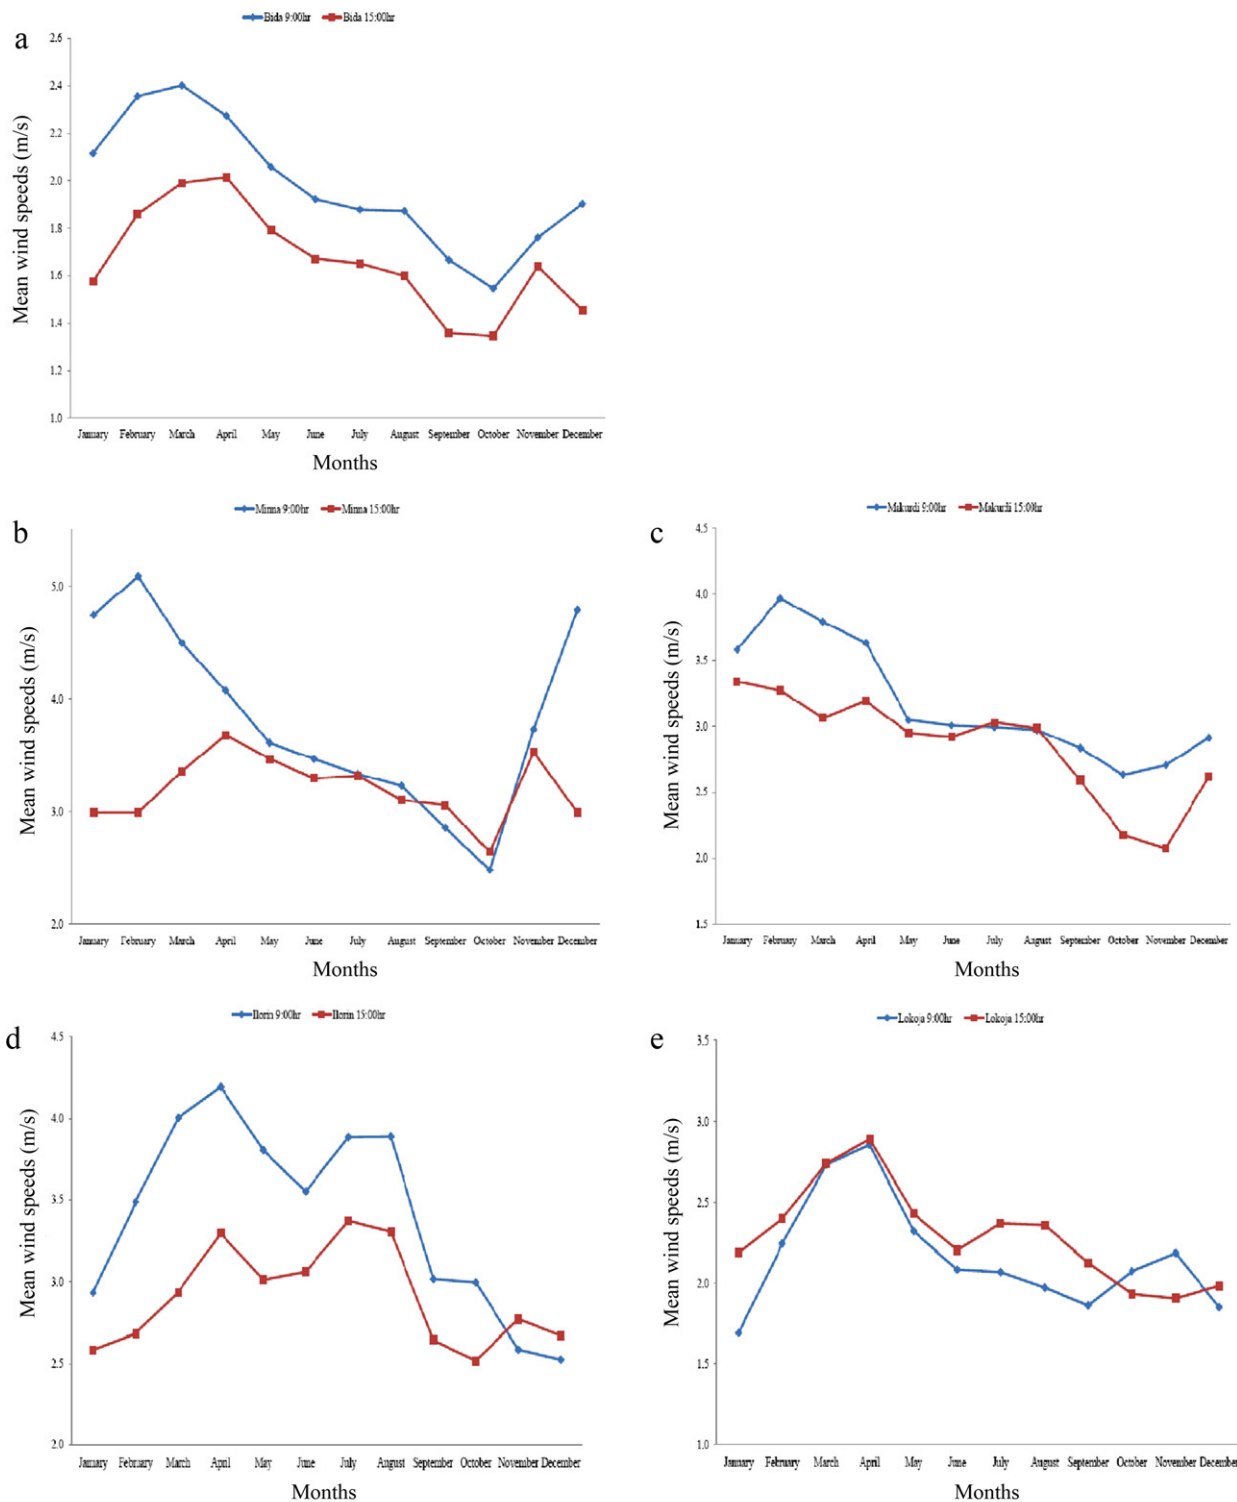 Bida 9:00hr Bida 15:00hr
a
2.6
2.4
2.2
2.0
1.8
1.6
1.4
1.2
1.0
Mean wind speeds (m/s)
January February March April May June July August September October November December
Months
Minna 9:00hr Minna 15:00hr
b
5.0
4.0
3.0
2.0
Mean wind speeds (m/s)
January February March April May June July August September October November December
Months
Makurdi 9:00hr Makurdi 15:00hr
c
4.5
4.0
3.5
3.0
2.5
2.0
1.5
Mean wind speeds (m/s)
January February March April May June July August September October November December
Months
Ilorin 9:00hr Ilorin 15:00hr
d
4.5
4.0
3.5
3.0
2.5
2.0
Mean wind speeds (m/s)
January February March April May June July August September October November December
Months
Lokoja 9:00hr Lokoja 15:00hr
e
3.5
3.0
2.5
2.0
1.5
1.0
Mean wind speeds (m/s)
January February March April May June July August September October November December
Months